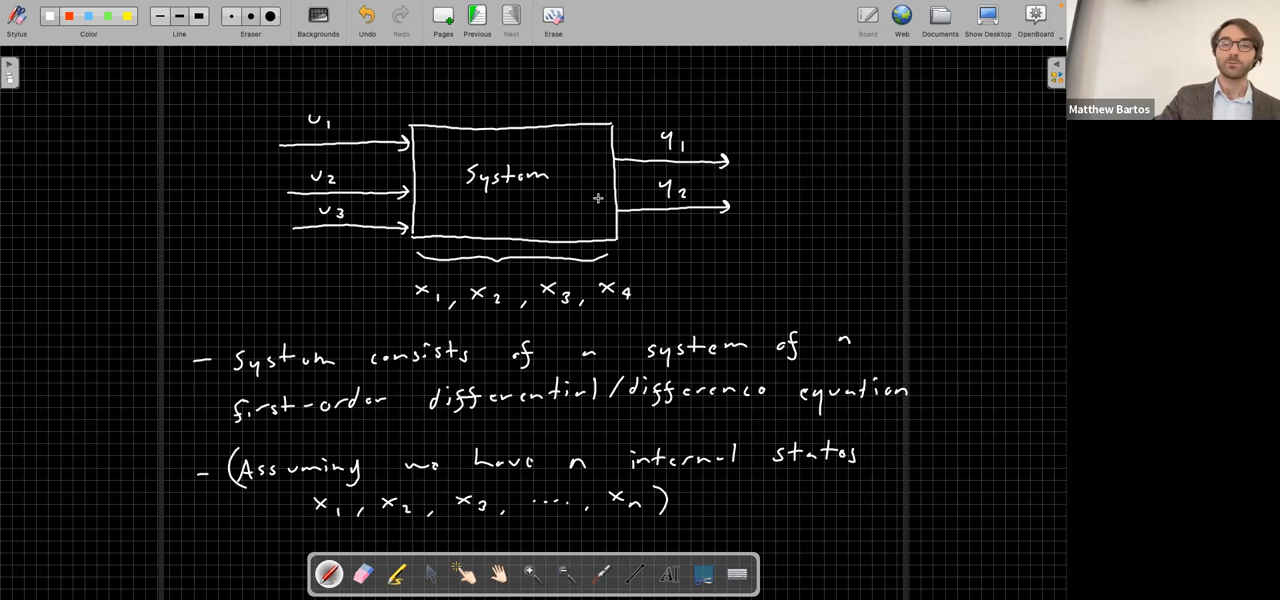 Stylus
Color
Line
Eraser
Backgrounds
Undo
Redo
Pages
Previous
Next
Erase
Board
Web
Documents
Show Desktop
OpenBoard
Matthew Bartos
u1
u2
u3
System
y1
y2
x1, x2, x3, x4
- System consists of a system of n
first-order differential/difference equation
- (Assuming we have n internal states
x1, x2, x3, ...., xn)
AI